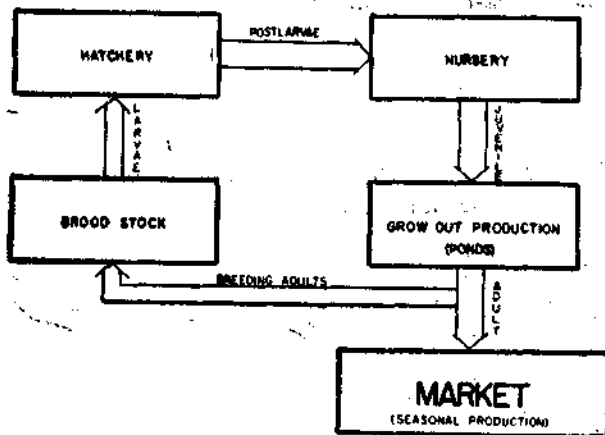 HATCHERY
POSTLARVAE
NURSERY
LARVAE
JUVENILE
BROOD STOCK
GROW OUT PRODUCTION
(PONDS)
BREEDING ADULTS
ADULT
MARKET
(SEASONAL PRODUCTION)